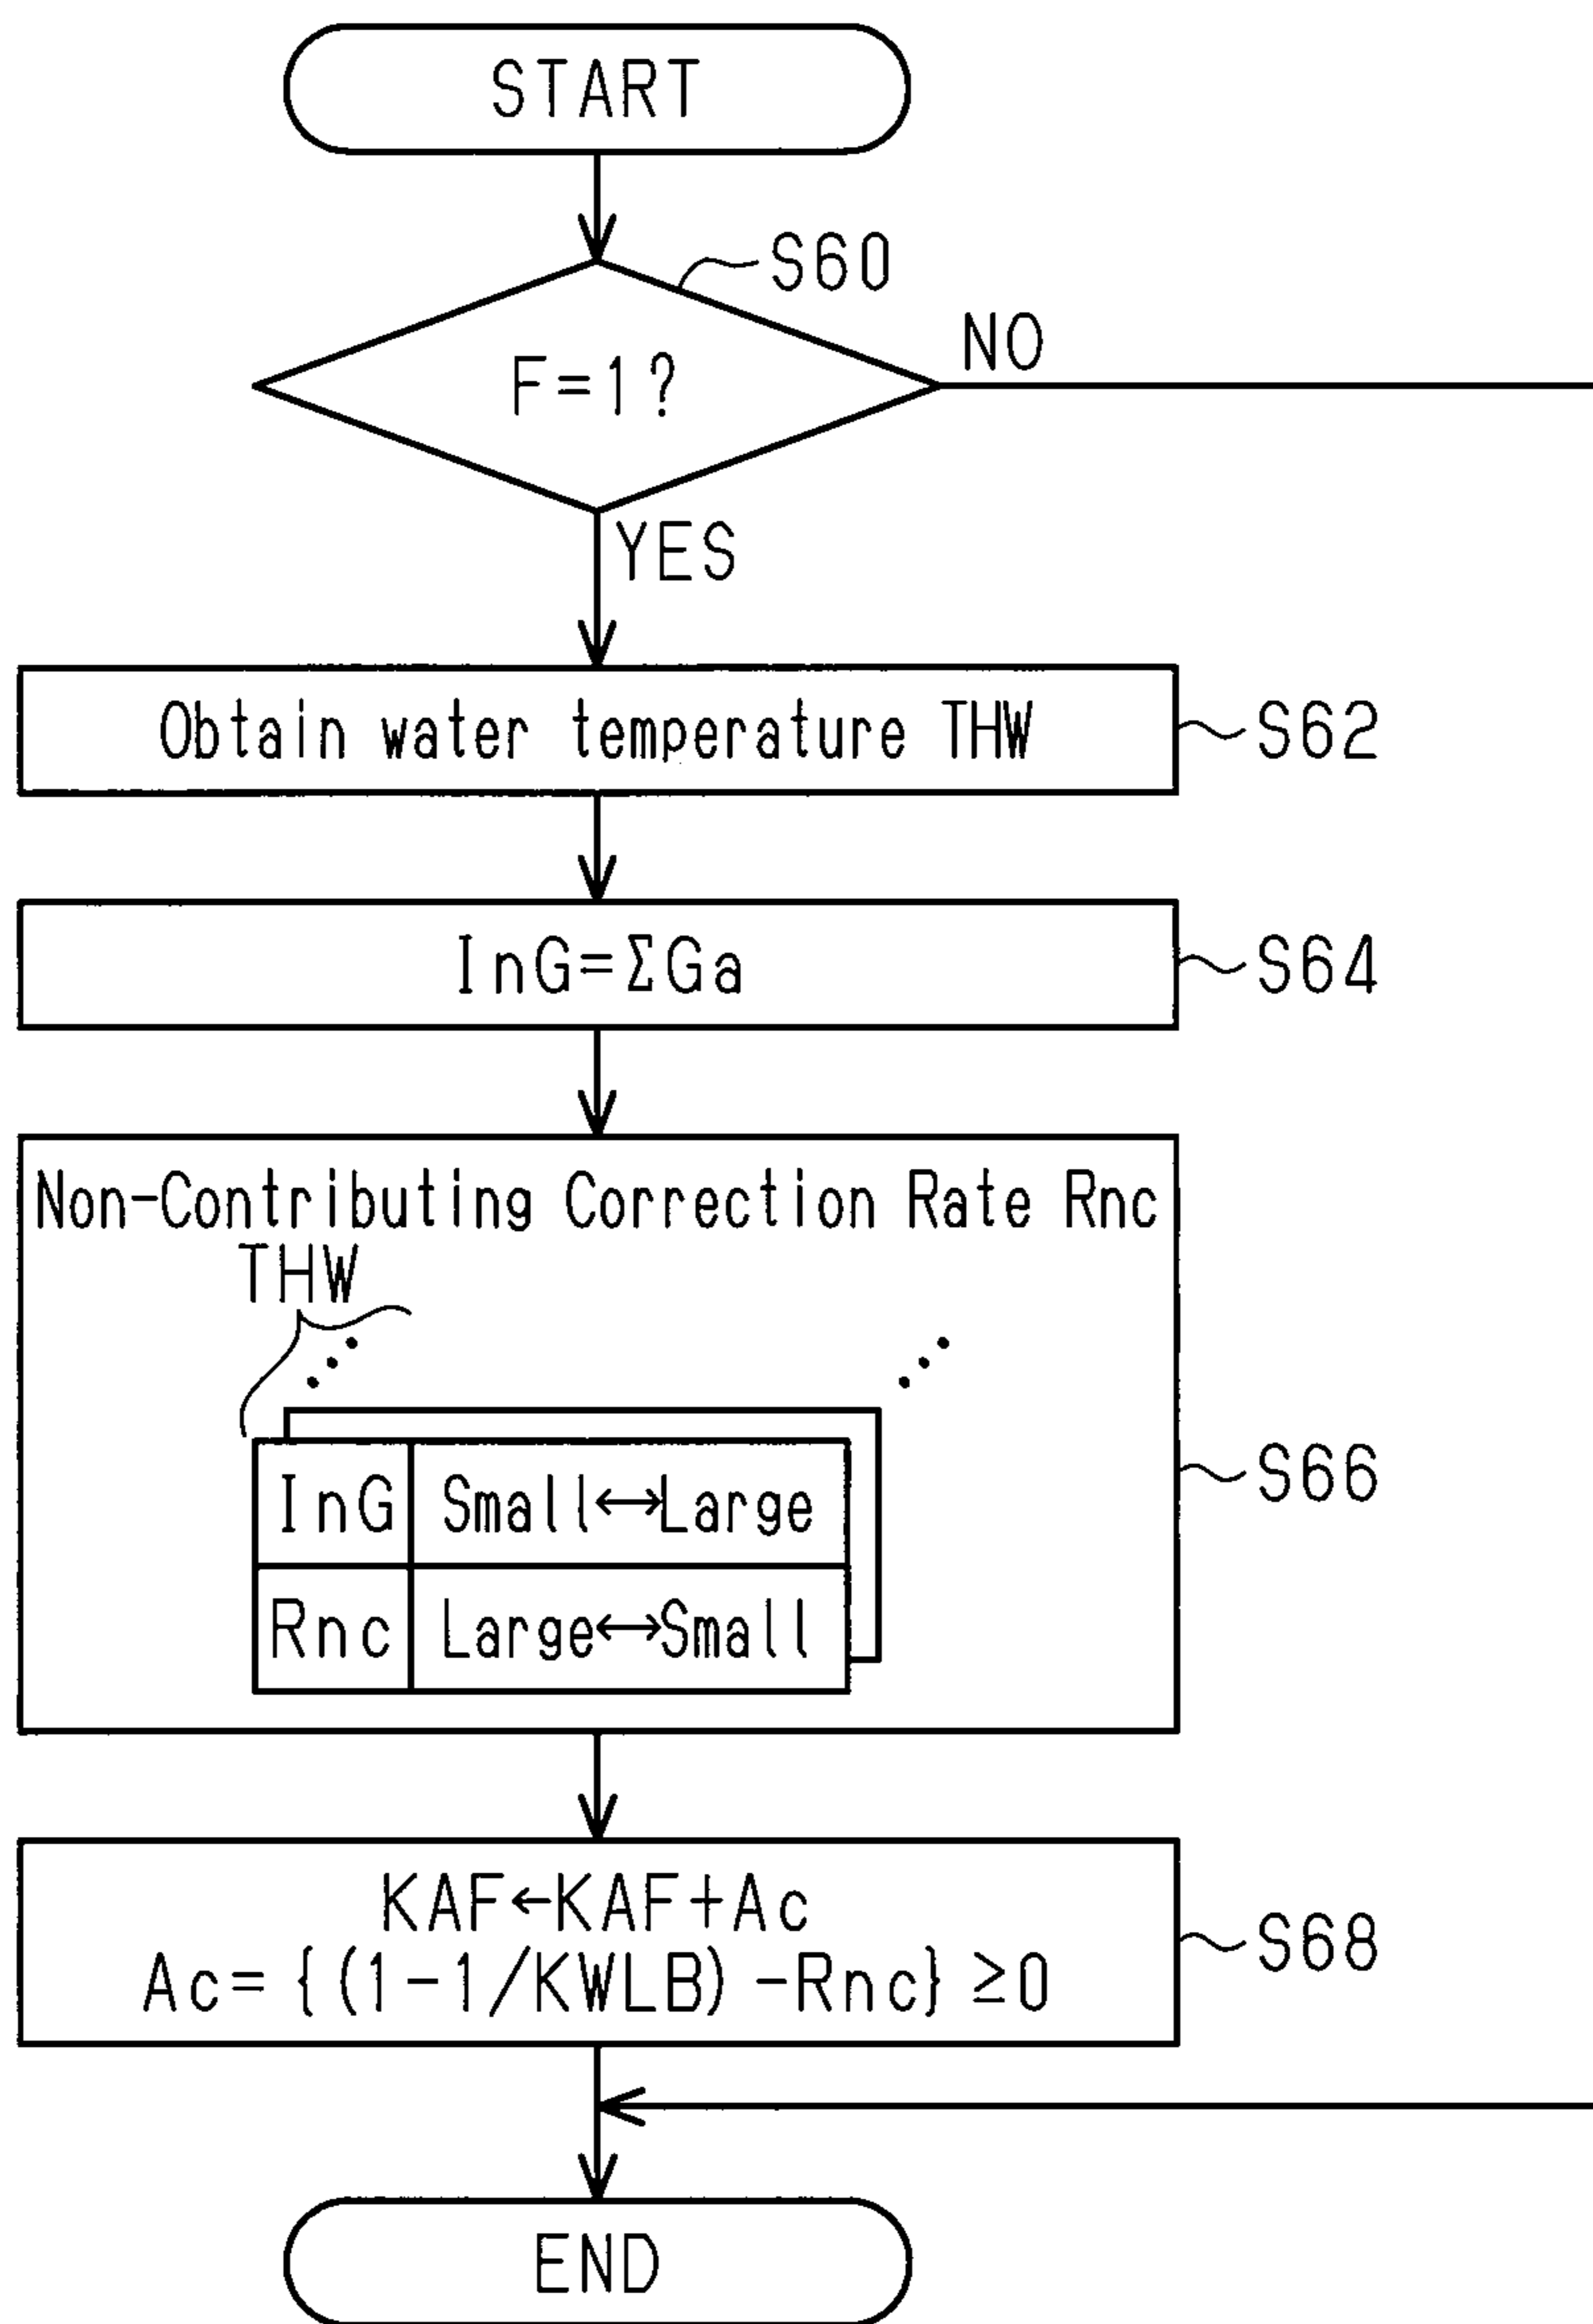 START
S60
F=1?
NO
YES
Obtain water temperature THW
S62
InG=ΣGa
S64
Non-Contributing Correction Rate Rnc
THW
InG Small↔Large
S66
Rnc Large↔Small
KAF←KAF+Ac
S68
Ac={(1-1/KWLB)-Rnc}≥0
END